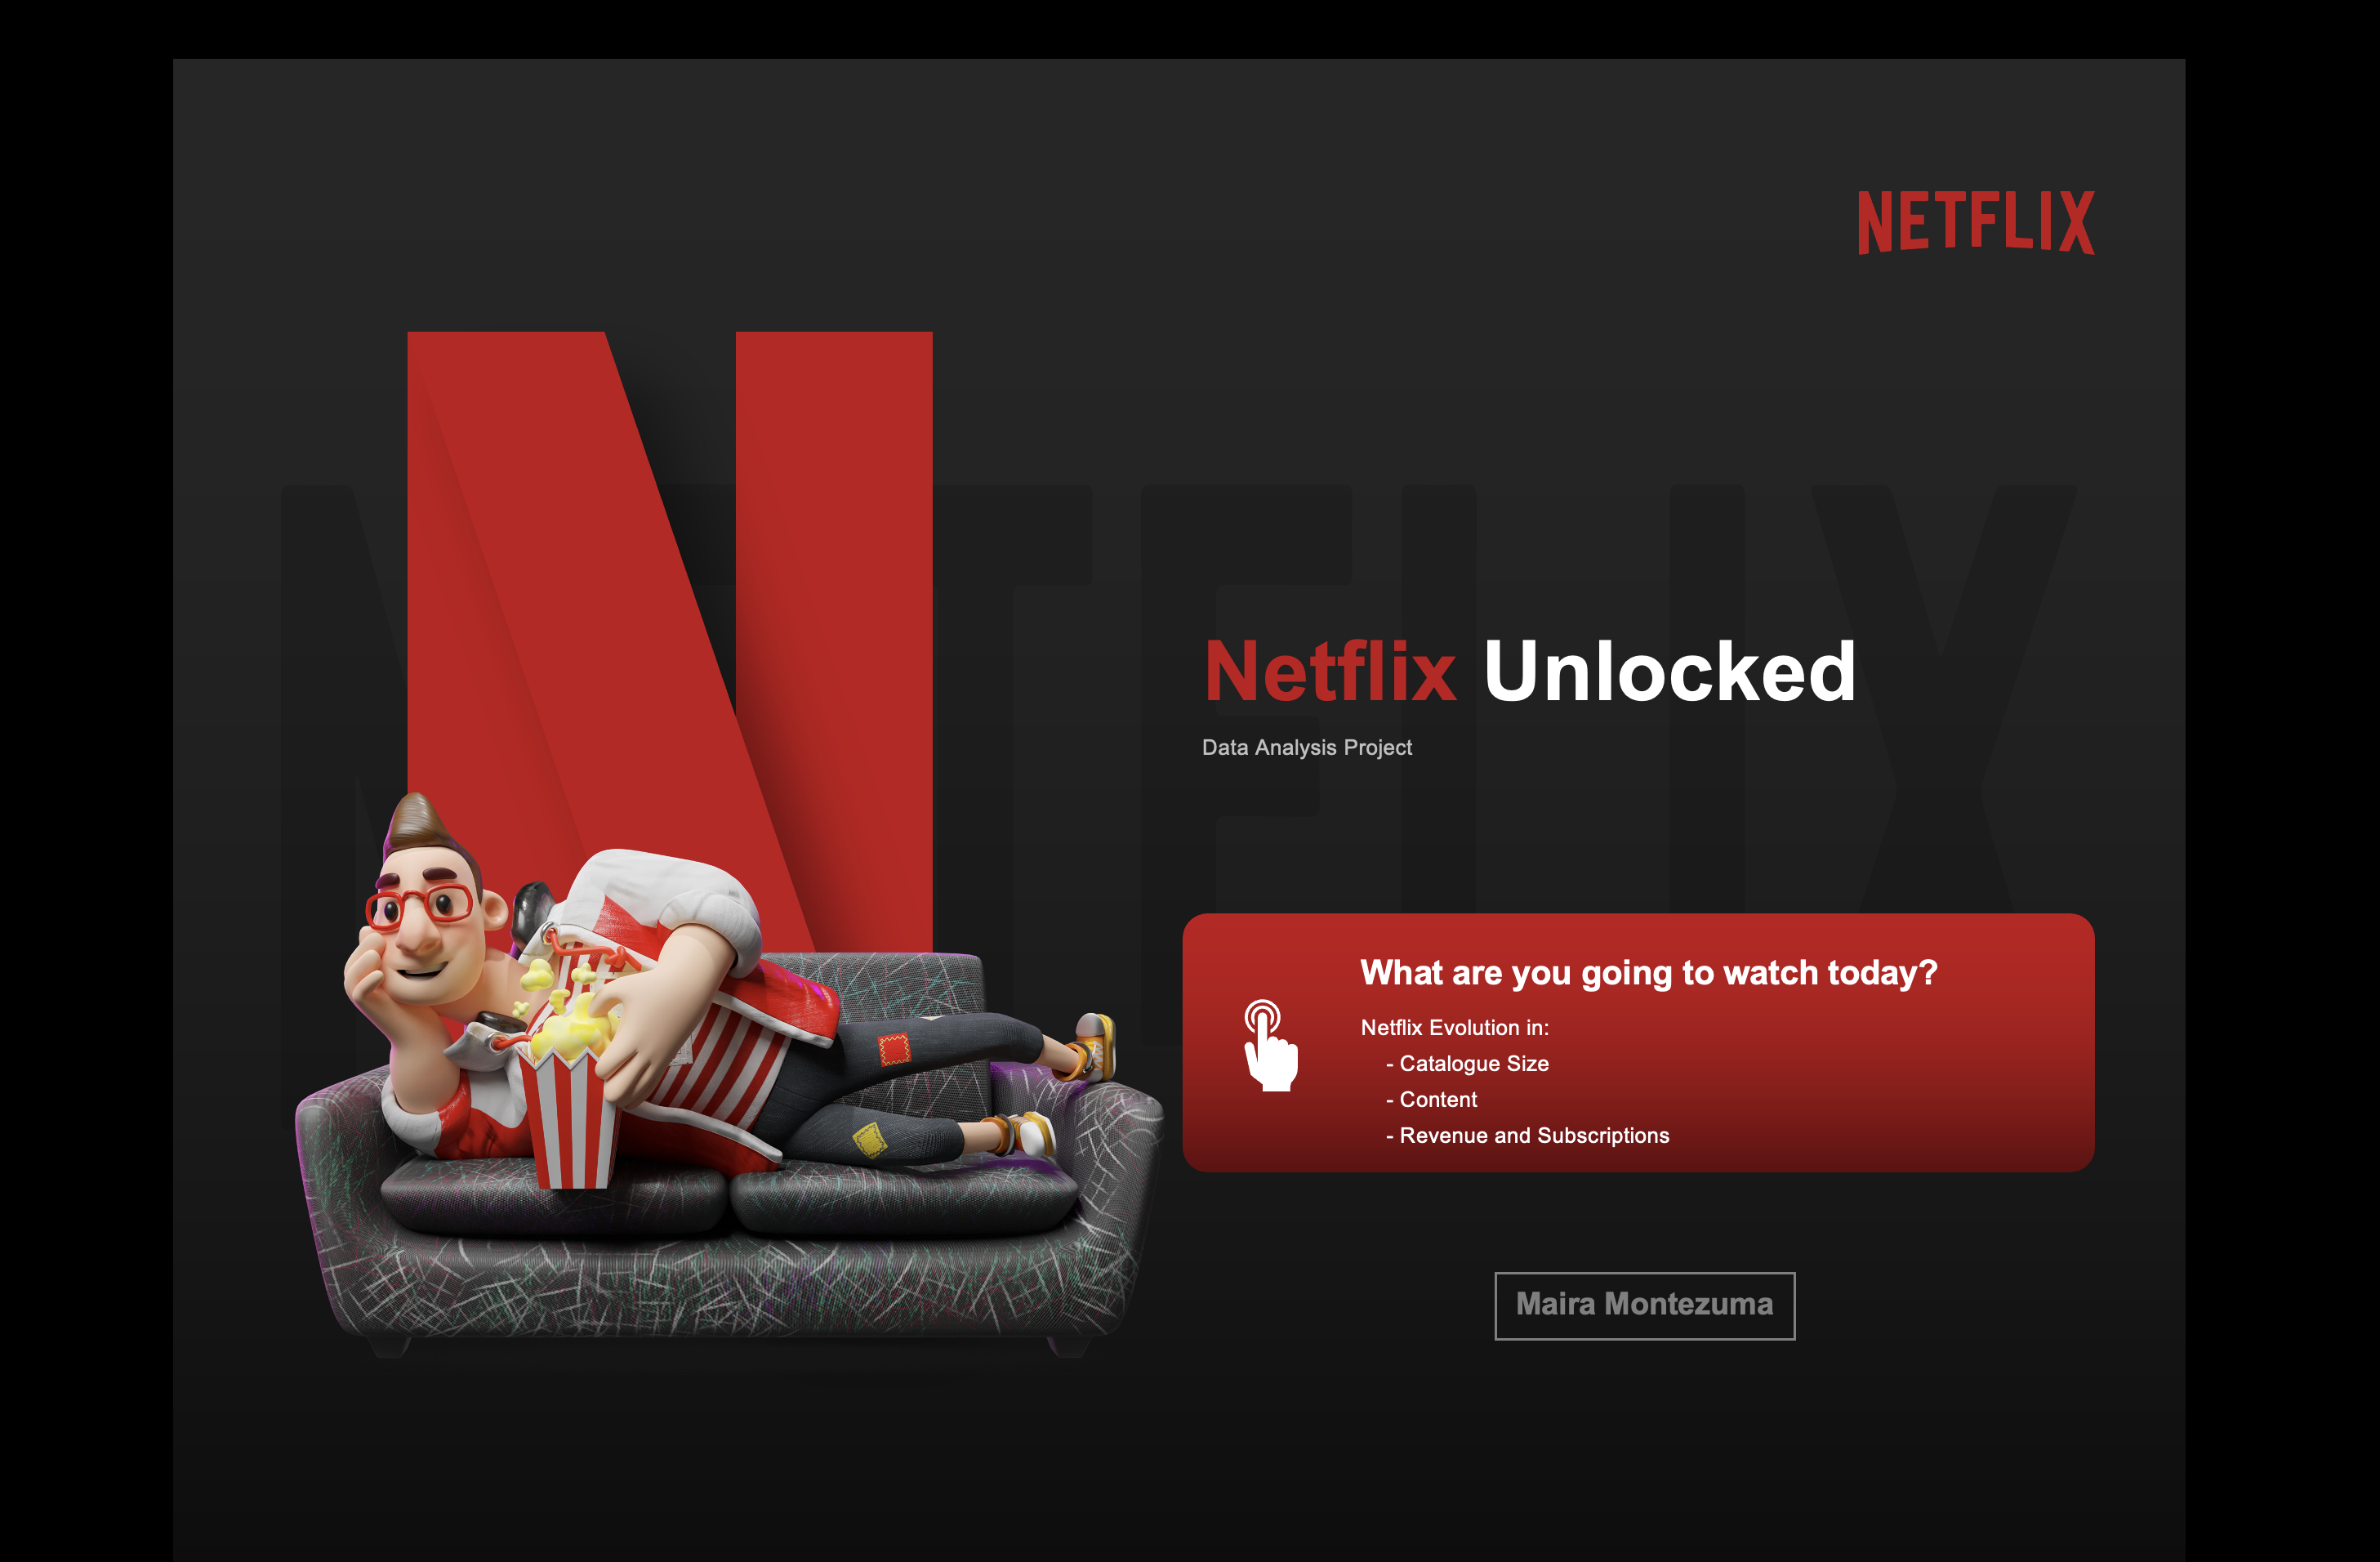 NETFLIX
NETFLIX
Netflix Unlocked
Data Analysis Project
What are you going to watch today?
Netflix Evolution in:
- Catalogue Size
- Content
- Revenue and Subscriptions
Maira Montezuma